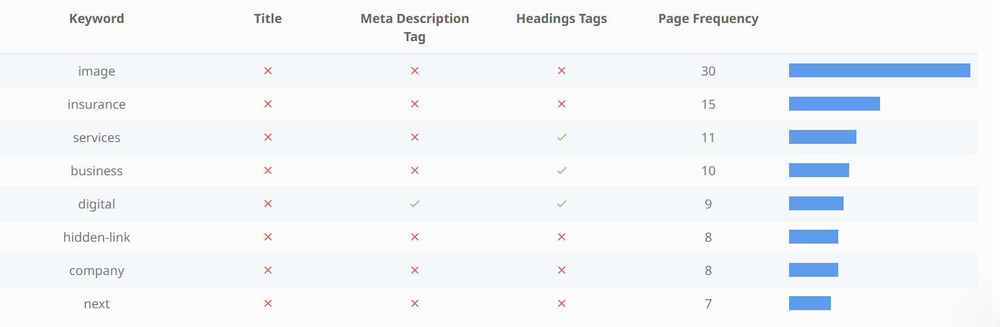 Keyword Title Meta Description Tag Headings Tags Page Frequency
image ✕ ✕ ✕ 30
insurance ✕ ✕ ✕ 15
services ✕ ✕ ✓ 11
business ✕ ✕ ✓ 10
digital ✕ ✓ ✓ 9
hidden-link ✕ ✕ ✕ 8
company ✕ ✕ ✕ 8
next ✕ ✕ ✕ 7